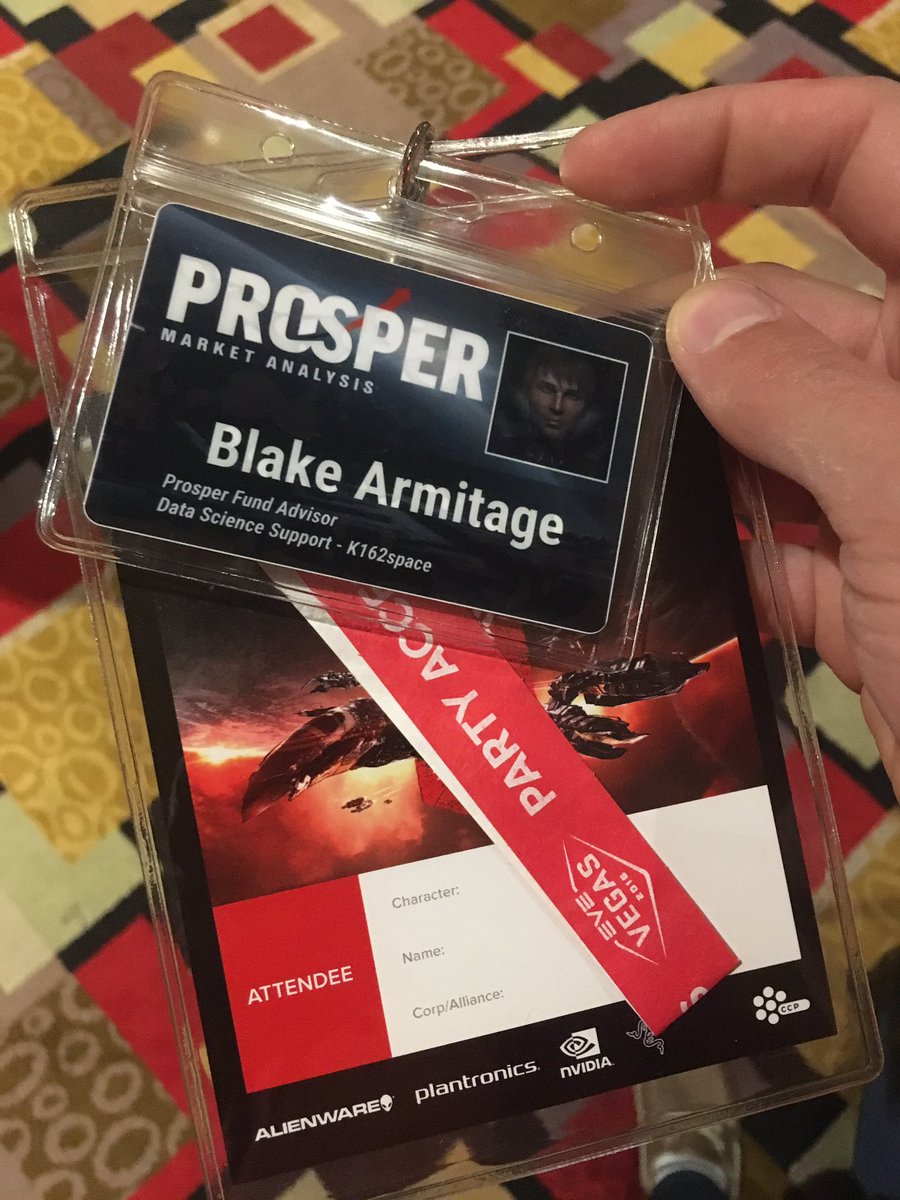 PROSPER
MARKET ANALYSIS
Blake Armitage
Prosper Fund Advisor
Data Science Support - K162space
PARTY ACC
EVE
VEGAS
2015
ATTENDEE
Character:
Name:
Corp/Alliance:
ALIENWARE
plantronics.
NVIDIA.
CCP